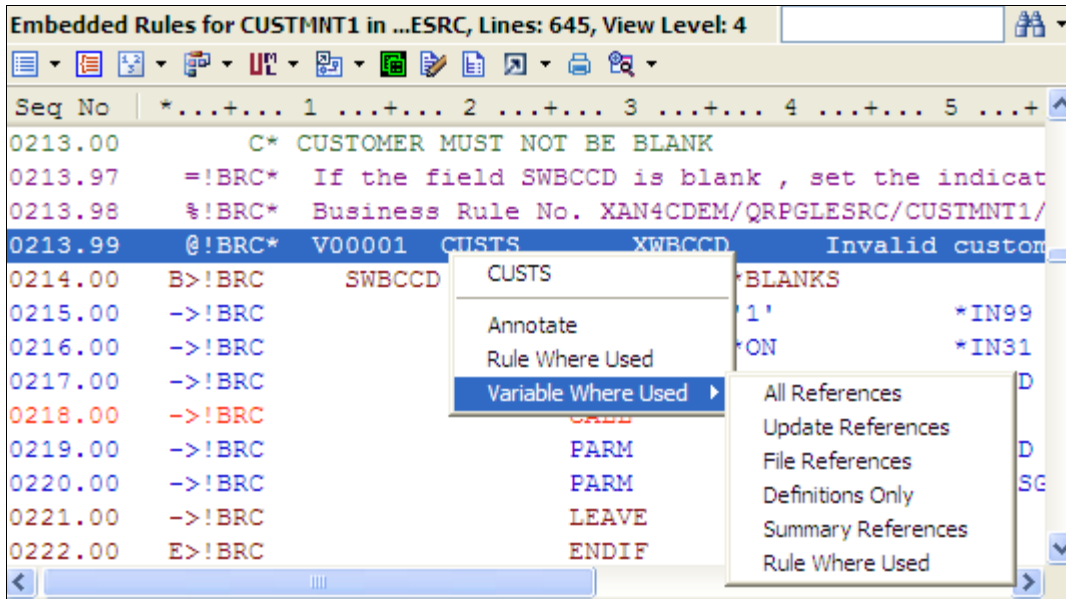 Embedded Rules for CUSTMNT1 in ...ESRC, Lines: 645, View Level: 4
Seq No *...+... 1 ...+... 2 ...+... 3 ...+... 4 ...+... 5 ...+
0213.00 C* CUSTOMER MUST NOT BE BLANK
0213.97 =!BRC* If the field SWBCCD is blank , set the indicat
0213.98 %!BRC* Business Rule No. XAN4CDEM/QRPGLESRC/CUSTMNT1/
0213.99 @!BRC* V00001 CUSTS XWBCCD Invalid custom
0214.00 B>!BRC SWBCCD *BLANKS
0215.00 ->!BRC '1' *IN99
0216.00 ->!BRC *ON *IN31
0217.00 ->!BRC D
0218.00 ->!BRC CALL
0219.00 ->!BRC PARM D
0220.00 ->!BRC PARM SG
0221.00 ->!BRC LEAVE
0222.00 E>!BRC ENDIF
CUSTS
Annotate
Rule Where Used
Variable Where Used
All References
Update References
File References
Definitions Only
Summary References
Rule Where Used